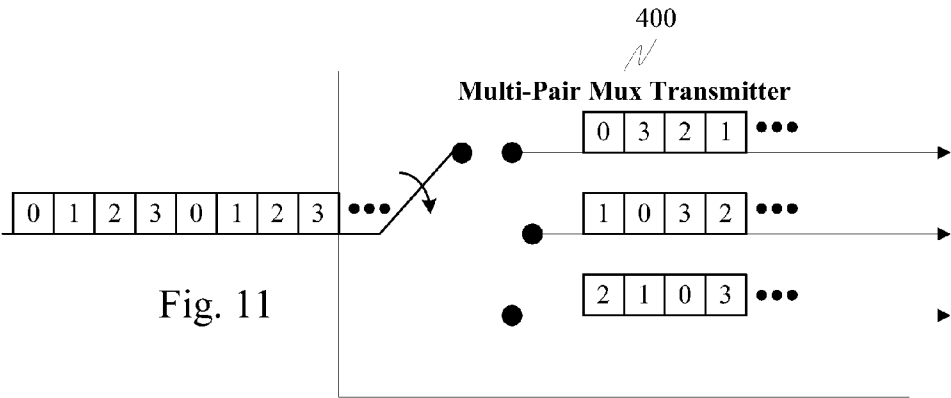 400
Multi-Pair Mux Transmitter
0 3 2 1 •••
0 1 2 3 0 1 2 3 •••
1 0 3 2 •••
2 1 0 3 •••
Fig. 11